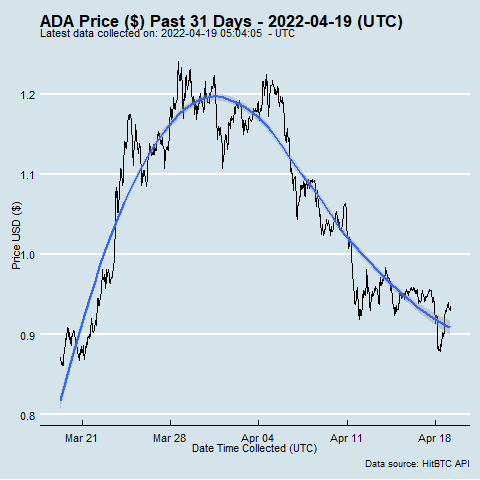 ADA Price ($) Past 31 Days - 2022-04-19 (UTC)
Latest data collected on: 2022-04-19 05:04:05 - UTC
Price USD ($)
1.2
1.1
1.0
0.9
0.8
Mar 21 Mar 28 Apr 04 Apr 11 Apr 18
Date Time Collected (UTC)
Data source: HitBTC API